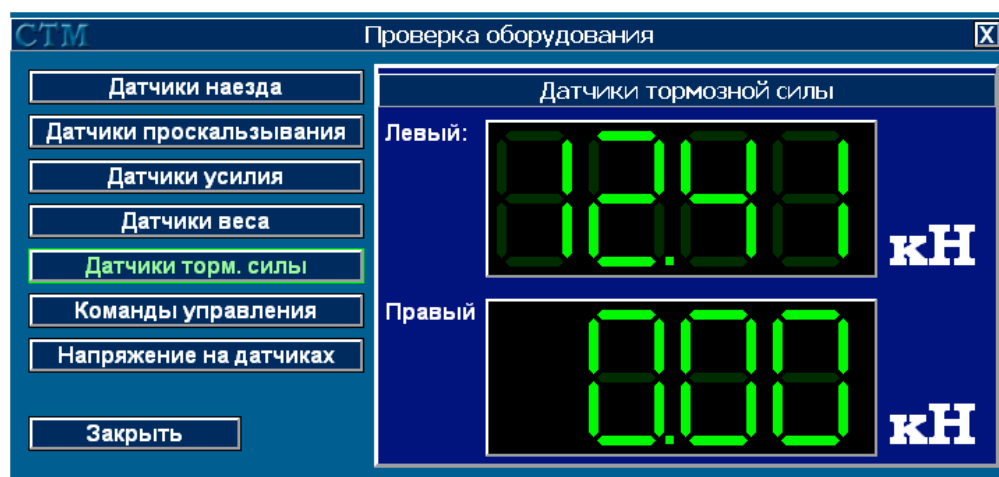 СТМ
Проверка оборудования
X
Датчики наезда
Датчики проскальзывания
Датчики усилия
Датчики веса
Датчики торм. силы
Команды управления
Напряжение на датчиках
Закрыть
Датчики тормозной силы
Левый:
12.41
кН
Правый
0.00
кН